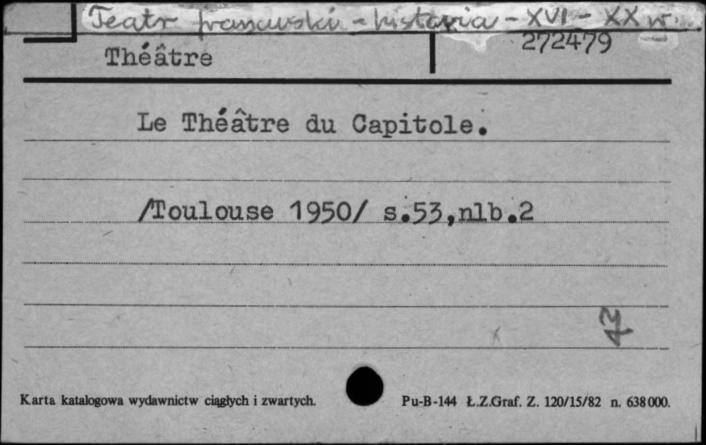 Teatr francuski - historia - XVI - XX w.
272479
Théâtre
Le Théâtre du Capitole.
/Toulouse 1950/ s.53,nlb.2
Karta katalogowa wydawnictw ciągłych i zwartych.
Pu-B-144 Ł.Z.Graf. Z. 120/15/82 n. 638000.